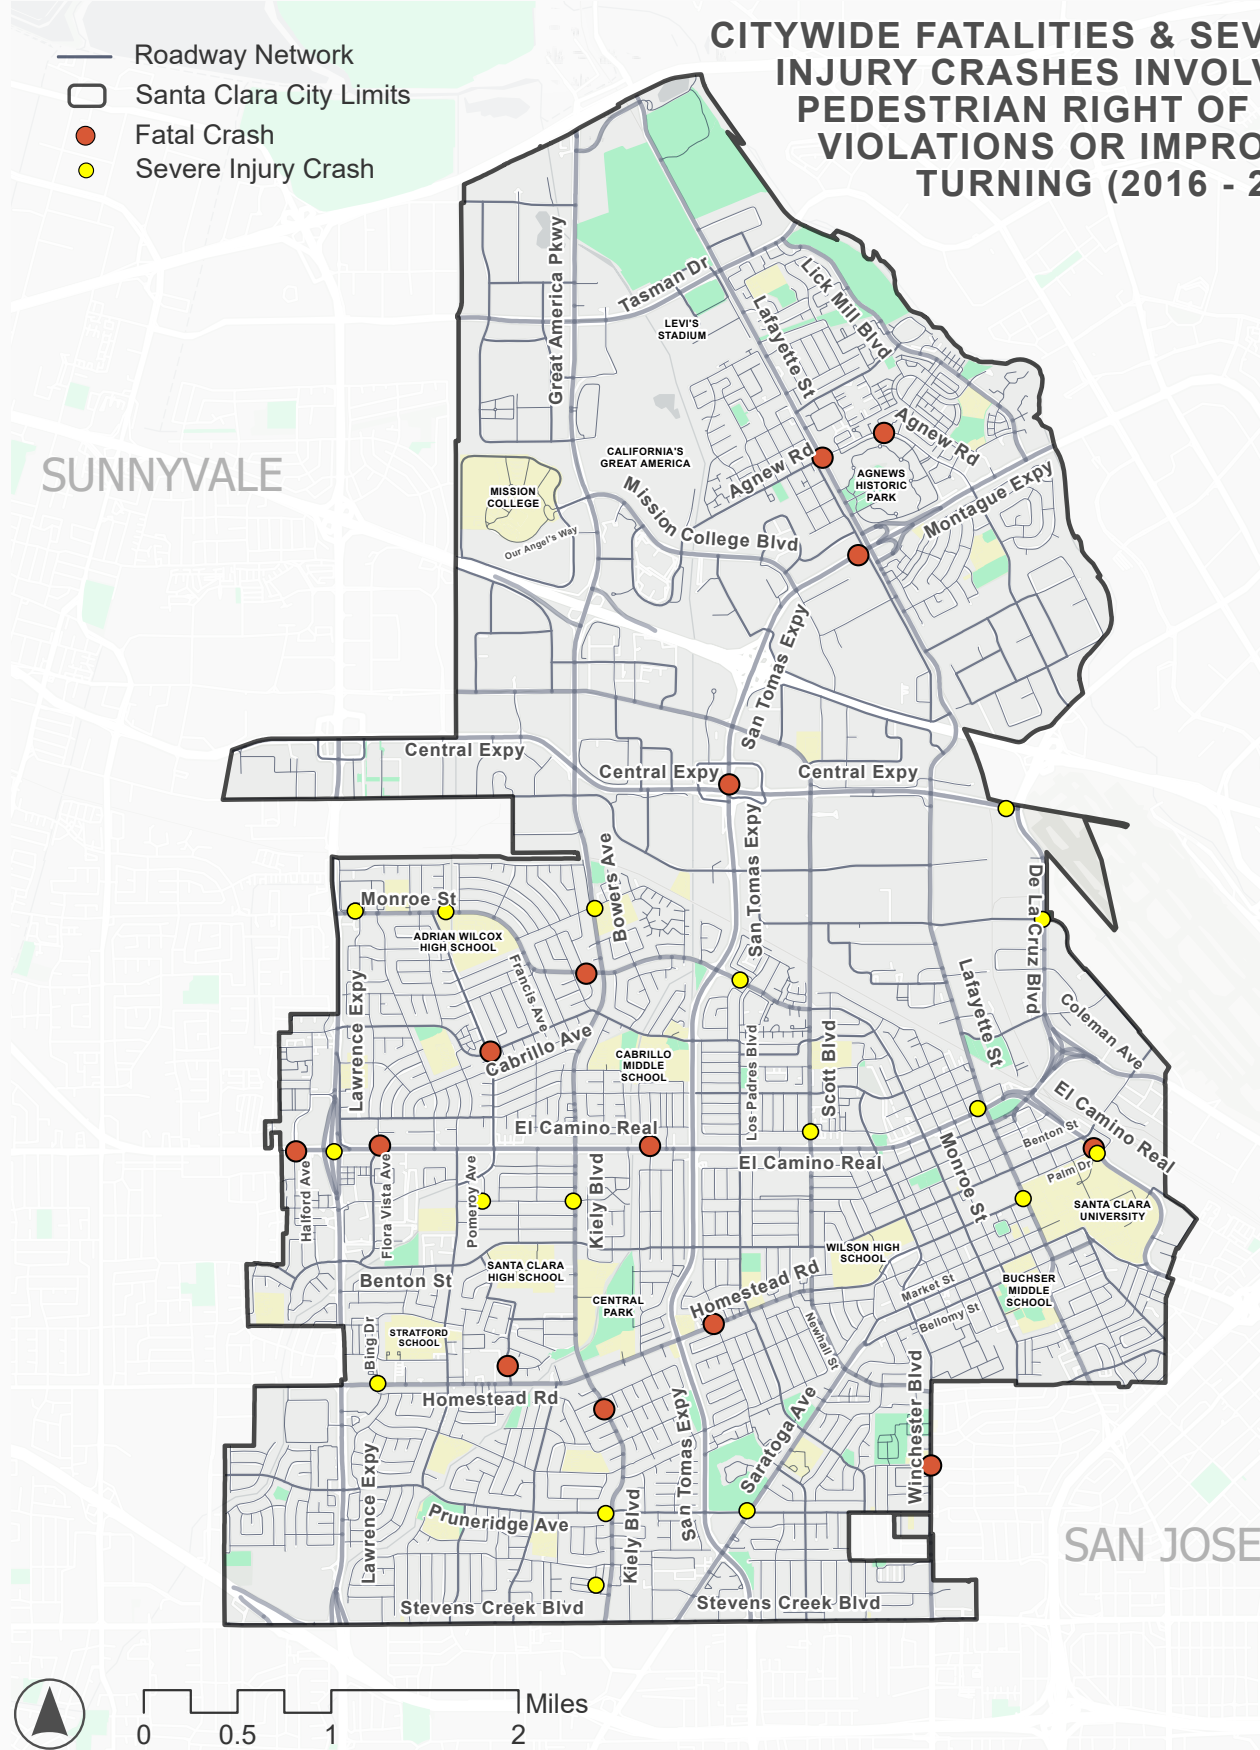 CITYWIDE FATALITIES & SEV
INJURY CRASHES INVOLV
PEDESTRIAN RIGHT OF
VIOLATIONS OR IMPRO
TURNING (2016 - 2
Roadway Network
Santa Clara City Limits
Fatal Crash
Severe Injury Crash
Great America Pkwy
Tasman Dr
Lick Mill Blvd
LEVI'S
STADIUM
Lafayette St
SUNNYVALE
CALIFORNIA'S
GREAT AMERICA
Agnew Rd
Agnew Rd
MISSION
COLLEGE
AGNEWS
HISTORIC
PARK
Montague Expy
Mission College Blvd
Our Angel's Way
San Tomas Expy
Central Expy
Central Expy
Central Expy
San Tomas Expy
Bowers Ave
Monroe St
De La Cruz Blvd
ADRIAN WILCOX
HIGH SCHOOL
Francis Ave
Lawrence Expy
Lafayette St
Coleman Ave
Cabrillo Ave
CABRILLO
MIDDLE
SCHOOL
Los Padres Blvd
Scott Blvd
El Camino Real
El Camino Real
El Camino Real
Benton St
Palm Dr
Monroe St
Halford Ave
Flora Vista Ave
Pomeroy Ave
Kiely Blvd
SANTA CLARA
UNIVERSITY
WILSON HIGH
SCHOOL
Benton St
SANTA CLARA
HIGH SCHOOL
CENTRAL
PARK
Homestead Rd
Market St
BUCHSER
MIDDLE
SCHOOL
Bellomy St
Newhall St
Bing Dr
STRATFORD
SCHOOL
Homestead Rd
Winchester Blvd
San Tomas Expy
Saratoga Ave
Lawrence Expy
Pruneridge Ave
Kiely Blvd
SAN JOSE
Stevens Creek Blvd
Stevens Creek Blvd
Miles
0 0.5 1 2